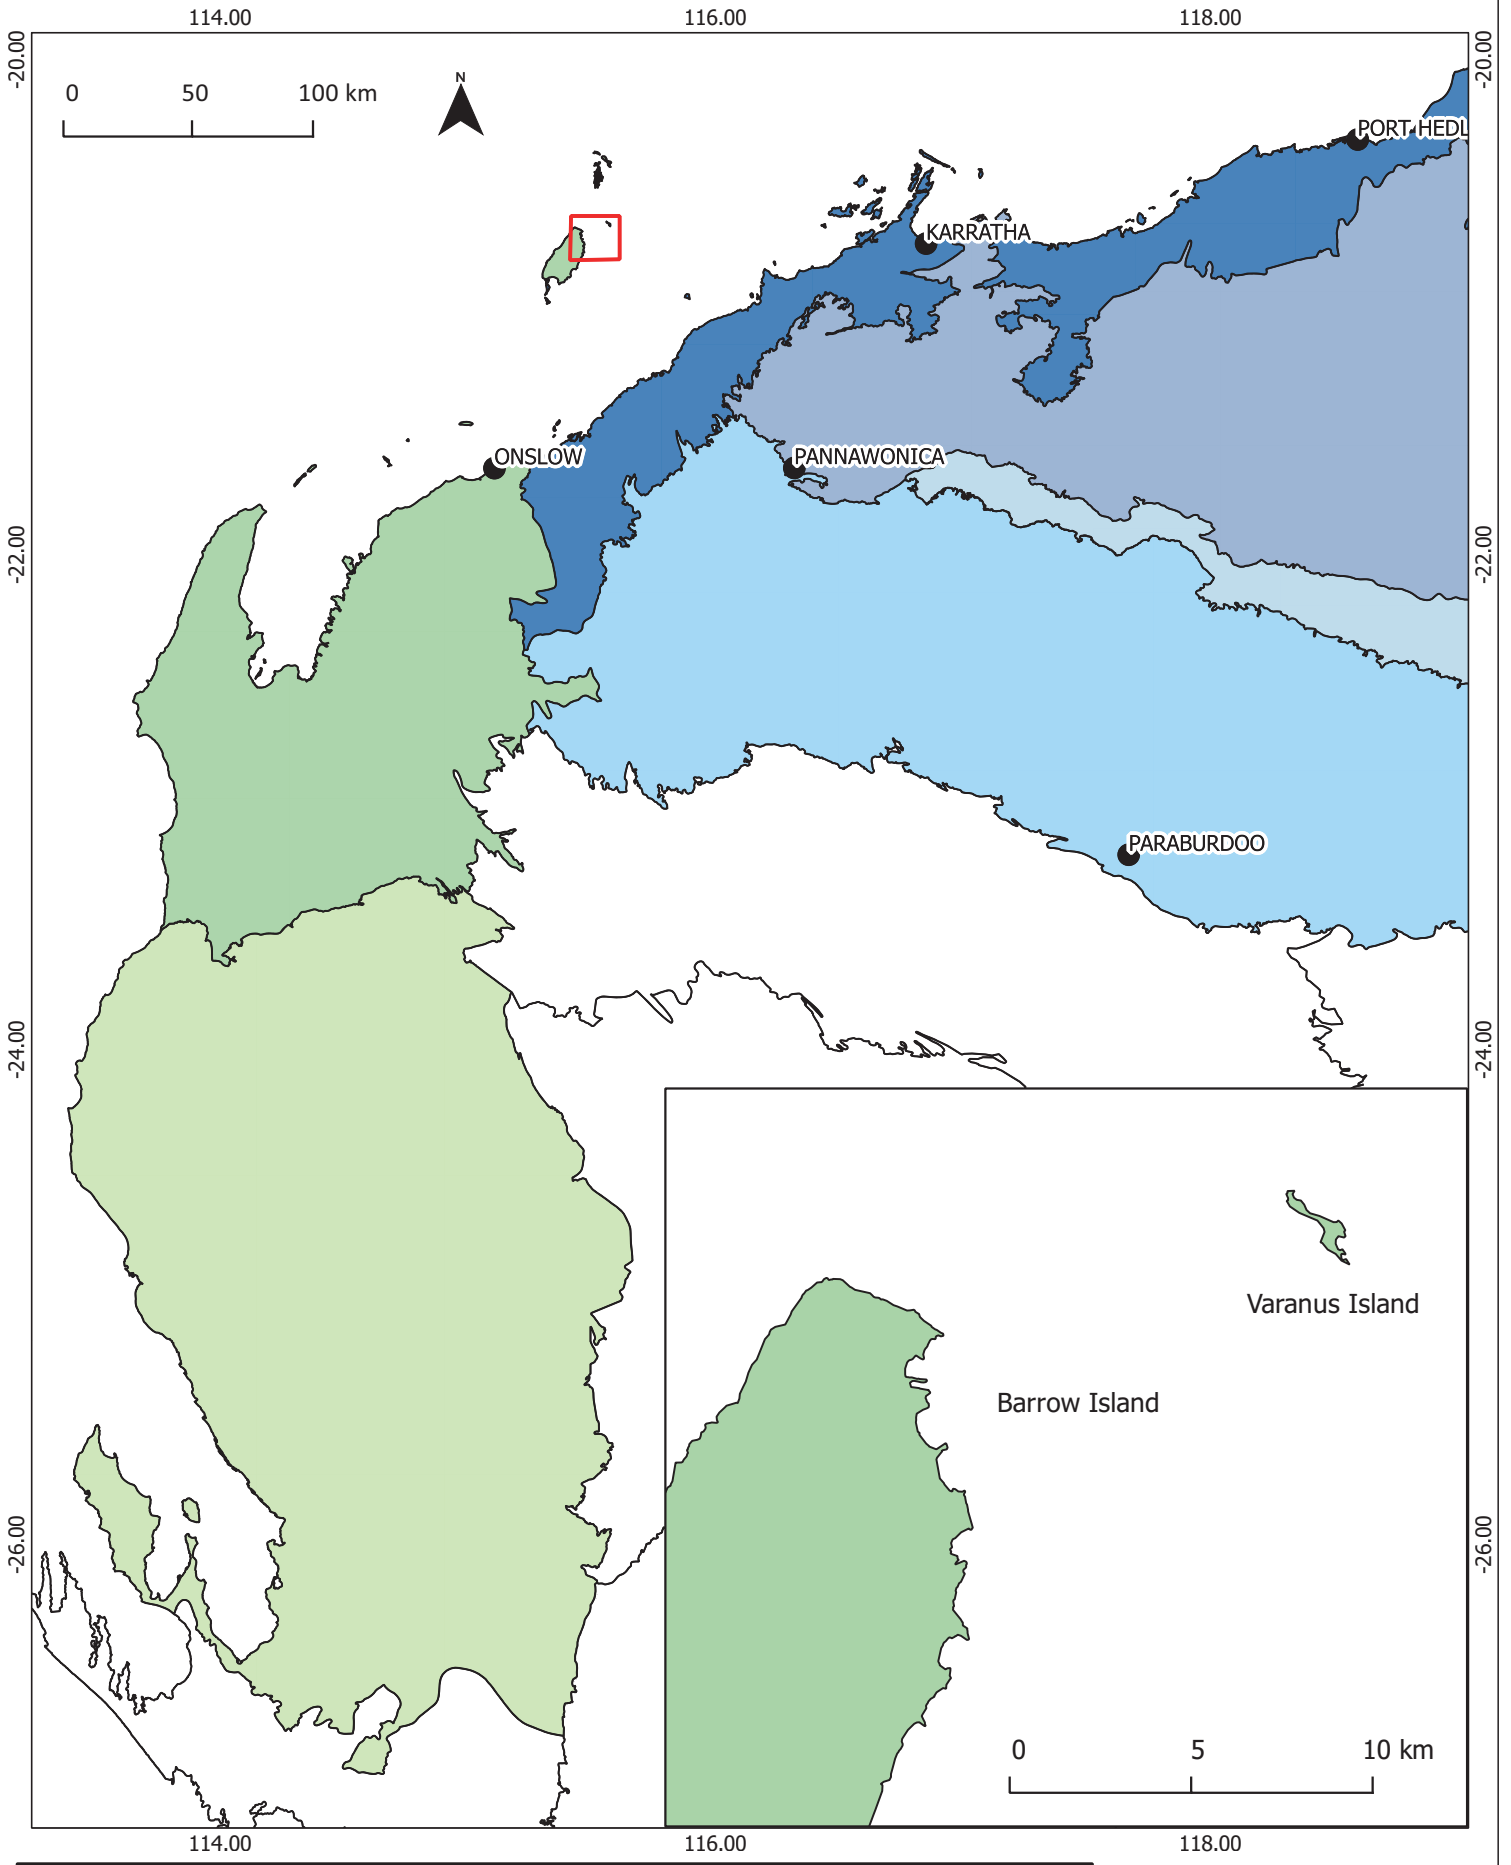 114.00 116.00 118.00
-20.00 -20.00
0 50 100 km
N
PORT HEDL
KARRATHA
ONSLOW
PANNAWONICA
-22.00 -22.00
PARABURDOO
-24.00 -24.00
Varanus Island
Barrow Island
-26.00 -26.00
0 5 10 km
114.00 116.00 118.00